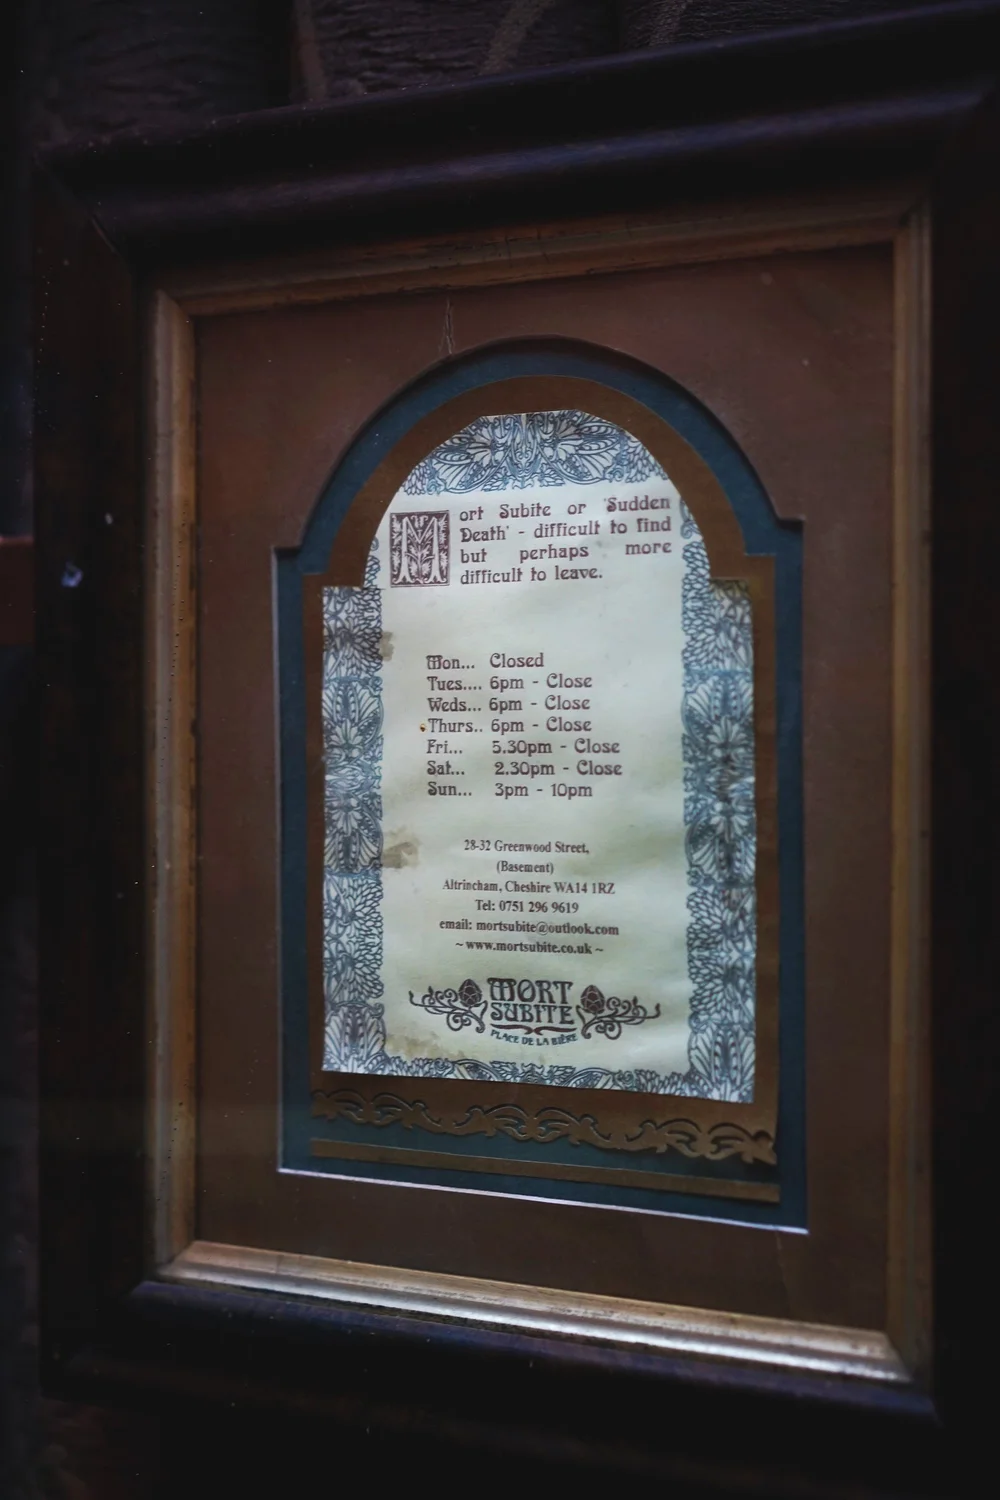 Mort Subite or 'Sudden
Death' - difficult to find
but perhaps more
difficult to leave.
Mon... Closed
Tues.... 6pm - Close
Weds... 6pm - Close
Thurs.. 6pm - Close
Fri... 5.30pm - Close
Sat... 2.30pm - Close
Sun... 3pm - 10pm
28-32 Greenwood Street,
(Basement)
Altrincham, Cheshire WA14 1RZ
Tel: 0751 296 9619
email: mortsubite@outlook.com
~ www.mortsubite.co.uk ~
MORT
SUBITE
PLACE DE LA BIÈRE